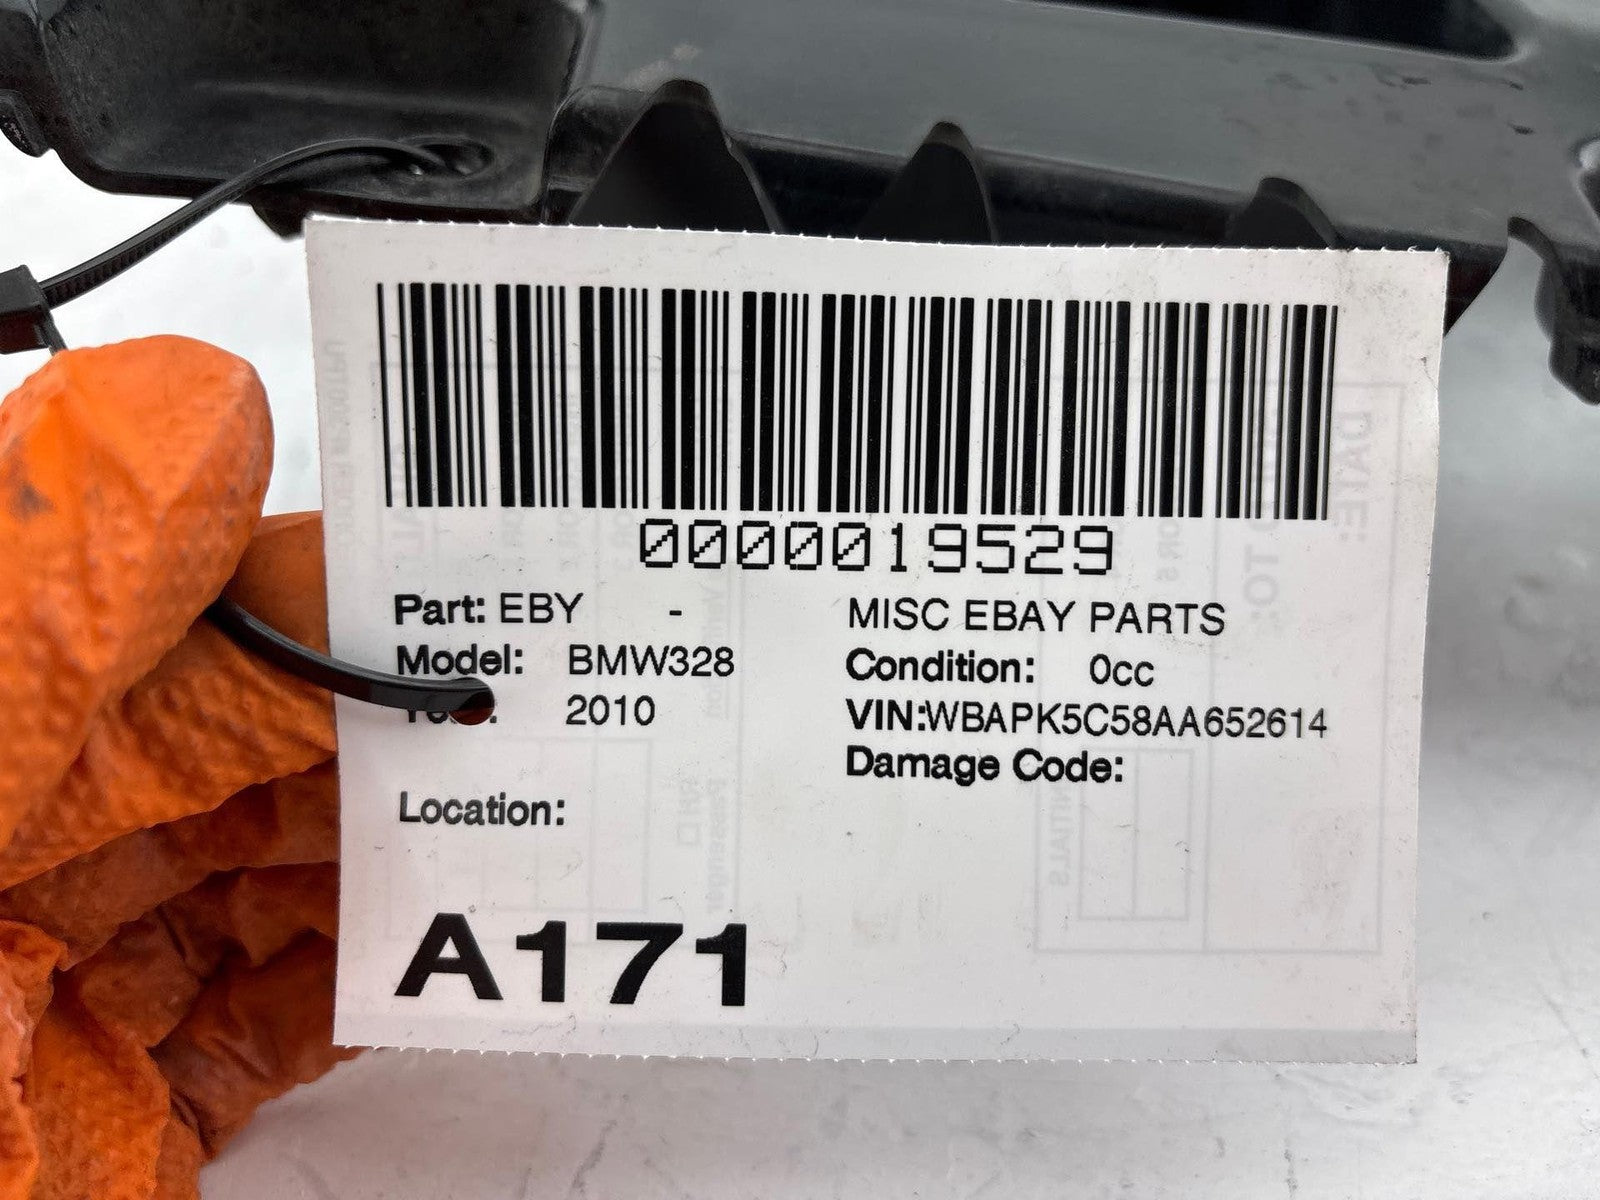 0000019529
Part: EBY - MISC EBAY PARTS
Model: BMW328 Condition: 0cc
2010 VIN:WBAPK5C58AA652614
Damage Code:
Location:
A171